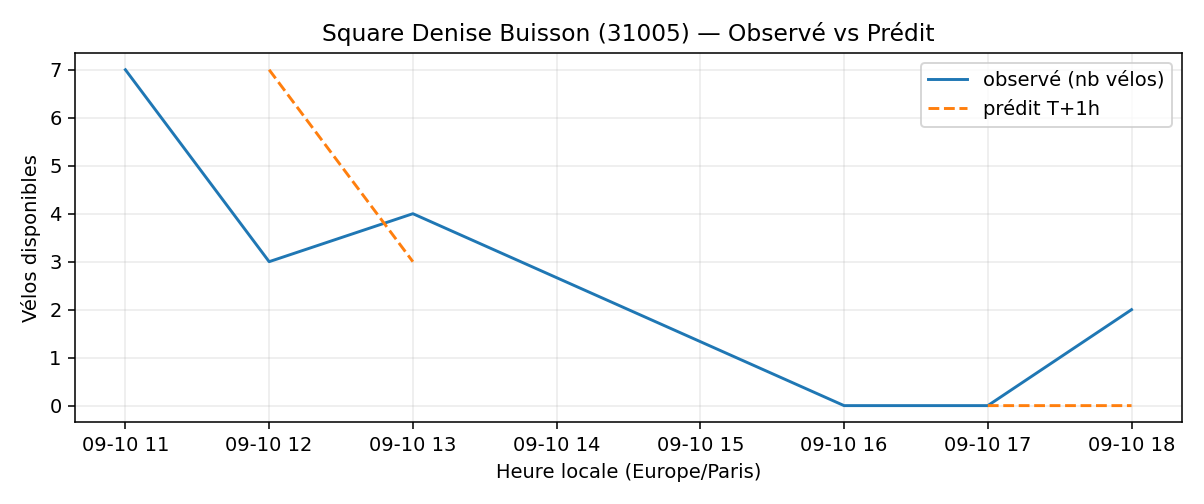 Square Denise Buisson (31005) — Observé vs Prédit
observé (nb vélos)
prédit T+1h
Vélos disponibles
7
6
5
4
3
2
1
0
09-10 11 09-10 12 09-10 13 09-10 14 09-10 15 09-10 16 09-10 17 09-10 18
Heure locale (Europe/Paris)